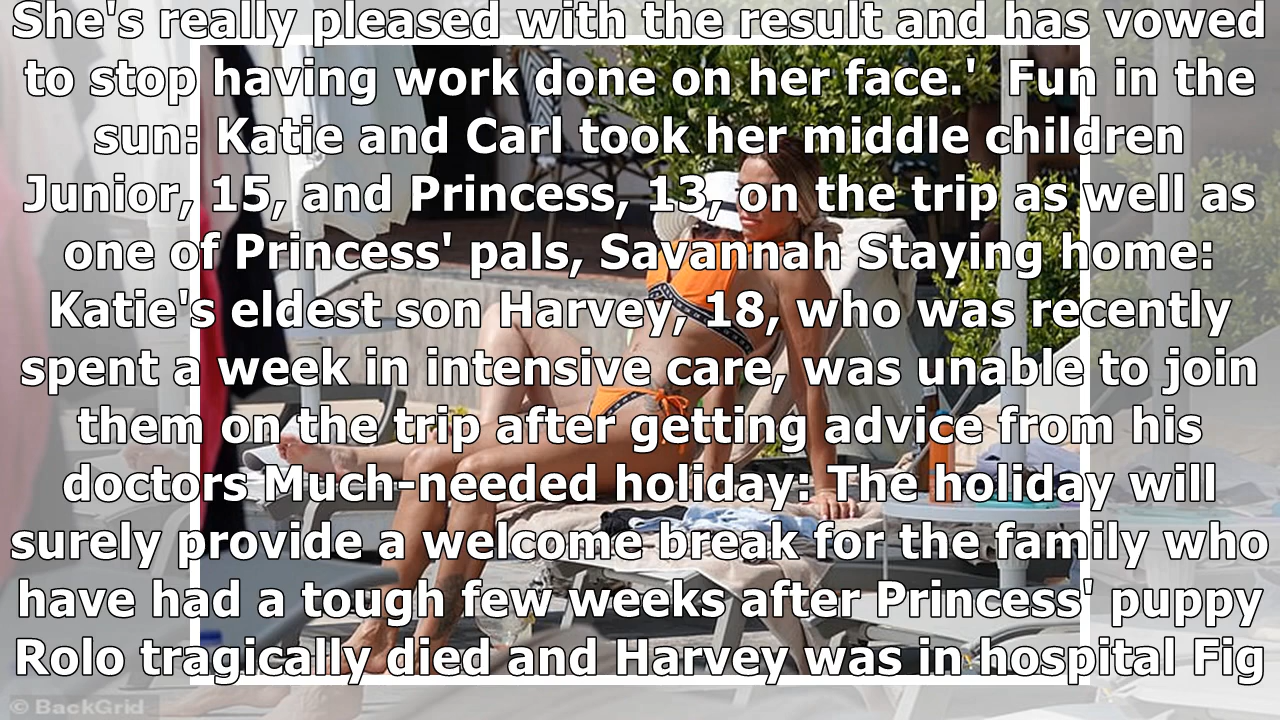 She's really pleased with the result and has vowed
to stop having work done on her face.'  Fun in the
sun: Katie and Carl took her middle children
Junior, 15, and Princess, 13, on the trip as well as
one of Princess' pals, Savannah Staying home:
Katie's eldest son Harvey, 18, who was recently
spent a week in intensive care, was unable to join
them on the trip after getting advice from his
doctors Much-needed holiday: The holiday will
surely provide a welcome break for the family who
have had a tough few weeks after Princess' puppy
Rolo tragically died and Harvey was in hospital Fig
© BackGrid